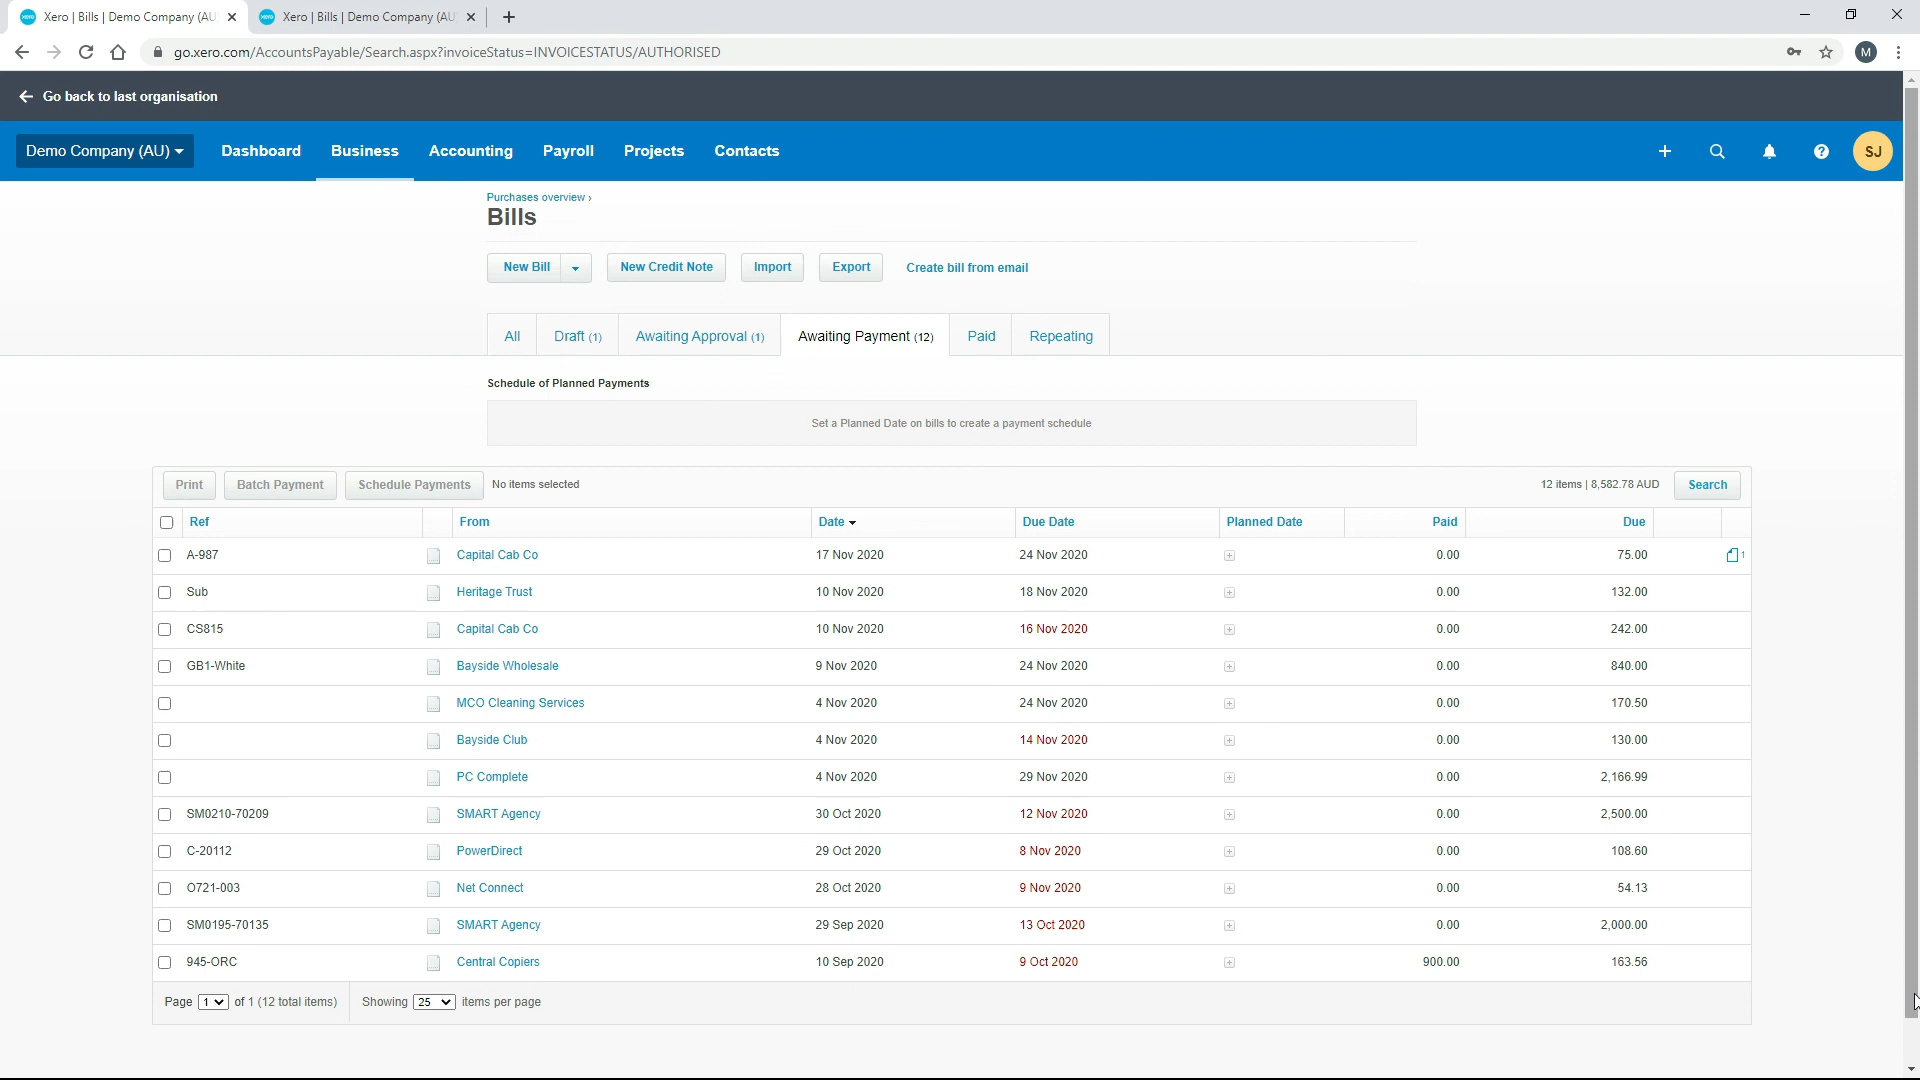 Xero | Bills | Demo Company (AU
Xero | Bills | Demo Company (AU
go.xero.com/AccountsPayable/Search.aspx?invoiceStatus=INVOICESTATUS/AUTHORISED
M
Go back to last organisation
Demo Company (AU) Dashboard Business Accounting Payroll Projects Contacts SJ
Purchases overview ›
Bills
New Bill New Credit Note Import Export Create bill from email
All Draft (1) Awaiting Approval (1) Awaiting Payment (12) Paid Repeating
Schedule of Planned Payments
Set a Planned Date on bills to create a payment schedule
Print Batch Payment Schedule Payments No items selected 12 items | 8,582.78 AUD Search
Ref From Date Due Date Planned Date Paid Due
A-987 Capital Cab Co 17 Nov 2020 24 Nov 2020 0.00 75.00 1
Sub Heritage Trust 10 Nov 2020 18 Nov 2020 0.00 132.00
CS815 Capital Cab Co 10 Nov 2020 16 Nov 2020 0.00 242.00
GB1-White Bayside Wholesale 9 Nov 2020 24 Nov 2020 0.00 840.00
MCO Cleaning Services 4 Nov 2020 24 Nov 2020 0.00 170.50
Bayside Club 4 Nov 2020 14 Nov 2020 0.00 130.00
PC Complete 4 Nov 2020 29 Nov 2020 0.00 2,166.99
SM0210-70209 SMART Agency 30 Oct 2020 12 Nov 2020 0.00 2,500.00
C-20112 PowerDirect 29 Oct 2020 8 Nov 2020 0.00 108.60
O721-003 Net Connect 28 Oct 2020 9 Nov 2020 0.00 54.13
SM0195-70135 SMART Agency 29 Sep 2020 13 Oct 2020 0.00 2,000.00
945-ORC Central Copiers 10 Sep 2020 9 Oct 2020 900.00 163.56
Page 1 of 1 (12 total items) Showing 25 items per page